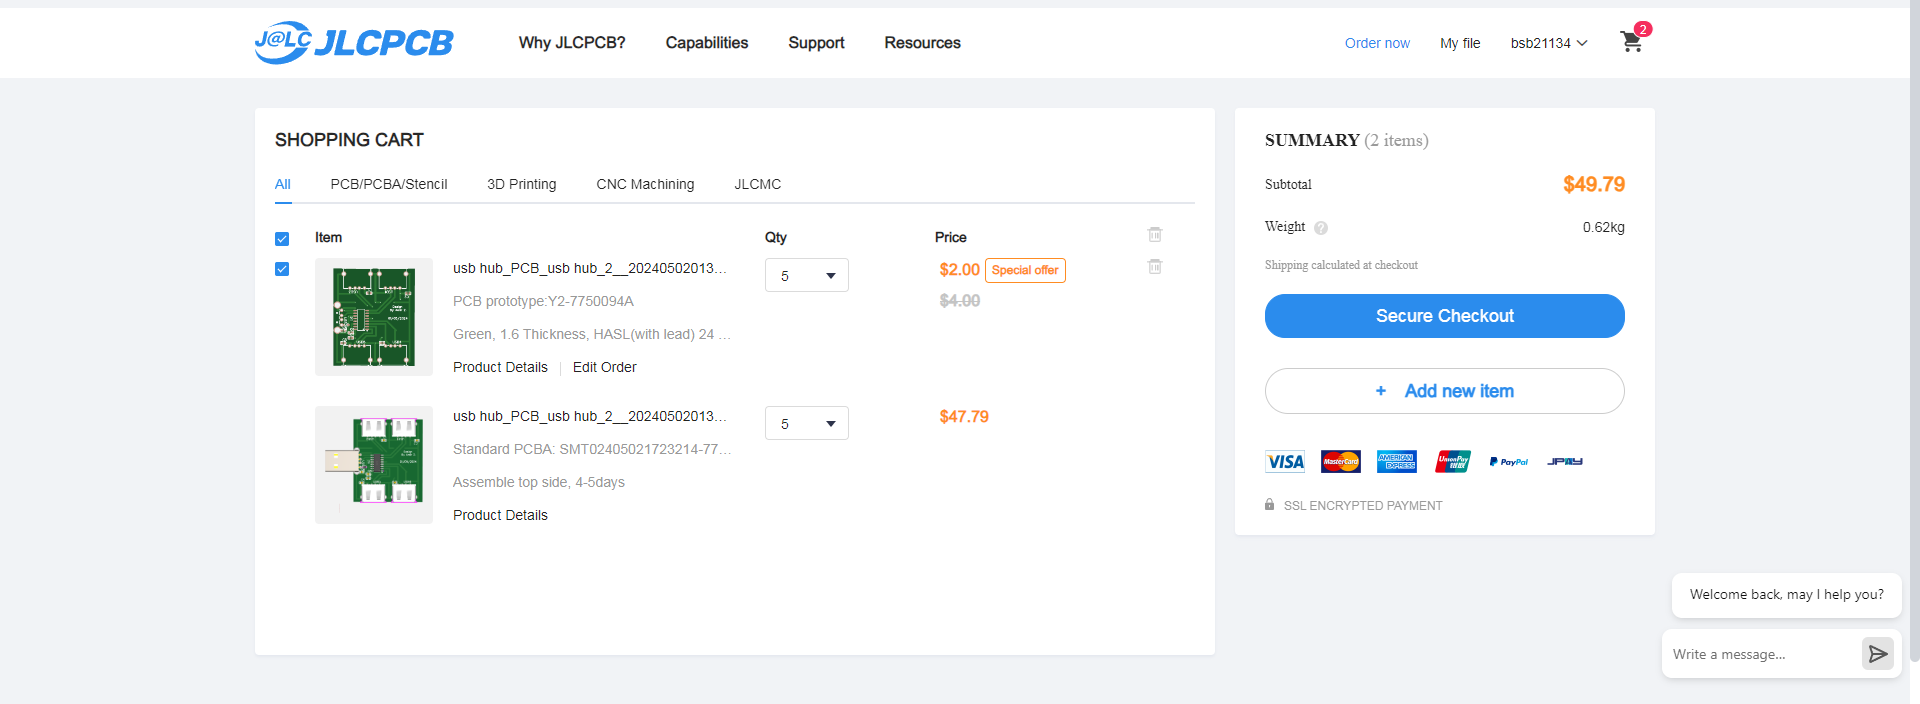 J@LC JLCPCB
Why JLCPCB?
Capabilities
Support
Resources
Order now
My file
bsb21134
2
SHOPPING CART
All
PCB/PCBA/Stencil
3D Printing
CNC Machining
JLCMC
Item
Qty
Price
usb hub_PCB_usb hub_2__20240502013...
PCB prototype:Y2-7750094A
Green, 1.6 Thickness, HASL(with lead) 24 ...
Product Details
Edit Order
5
$2.00
Special offer
$4.00
usb hub_PCB_usb hub_2__20240502013...
Standard PCBA: SMT02405021723214-77...
Assemble top side, 4-5days
Product Details
5
$47.79
SUMMARY (2 items)
Subtotal
$49.79
Weight
?
0.62kg
Shipping calculated at checkout
Secure Checkout
+ Add new item
VISA
MasterCard
AMERICAN EXPRESS
UnionPay
银联
PayPal
JPAY
SSL ENCRYPTED PAYMENT
Welcome back, may I help you?
Write a message...